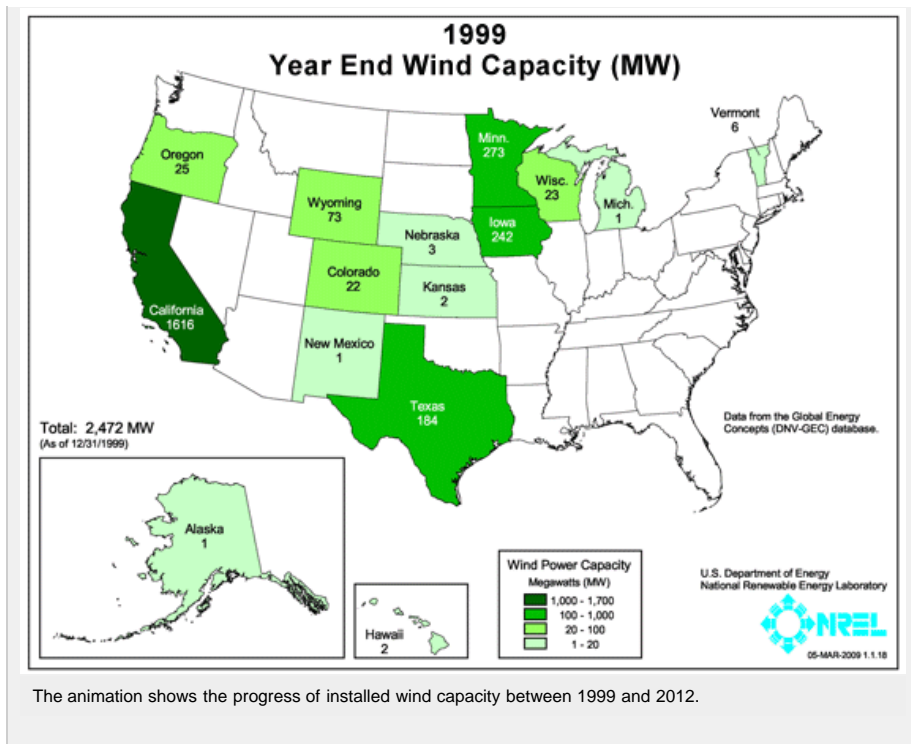 1999
Year End Wind Capacity (MW)
Vermont
6
Minn.
273
Oregon
25
Wisc.
23
Mich.
1
Wyoming
73
Iowa
242
Nebraska
3
Colorado
22
Kansas
2
California
1616
New Mexico
1
Texas
184
Data from the Global Energy
Concepts (DNV-GEC) database.
Total: 2,472 MW
(As of 12/31/1999)
Alaska
1
Hawaii
2
Wind Power Capacity
Megawatts (MW)
1,000 - 1,700
100 - 1,000
20 - 100
1 - 20
U.S. Department of Energy
National Renewable Energy Laboratory
NREL
05-MAR-2009 1.1.18
The animation shows the progress of installed wind capacity between 1999 and 2012.